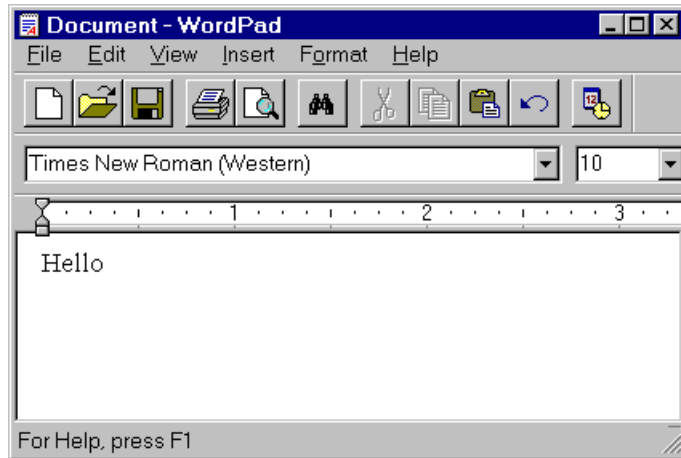 Document - WordPad
File Edit View Insert Format Help
12
Times New Roman (Western) 10
1 2 3
Hello
For Help, press F1